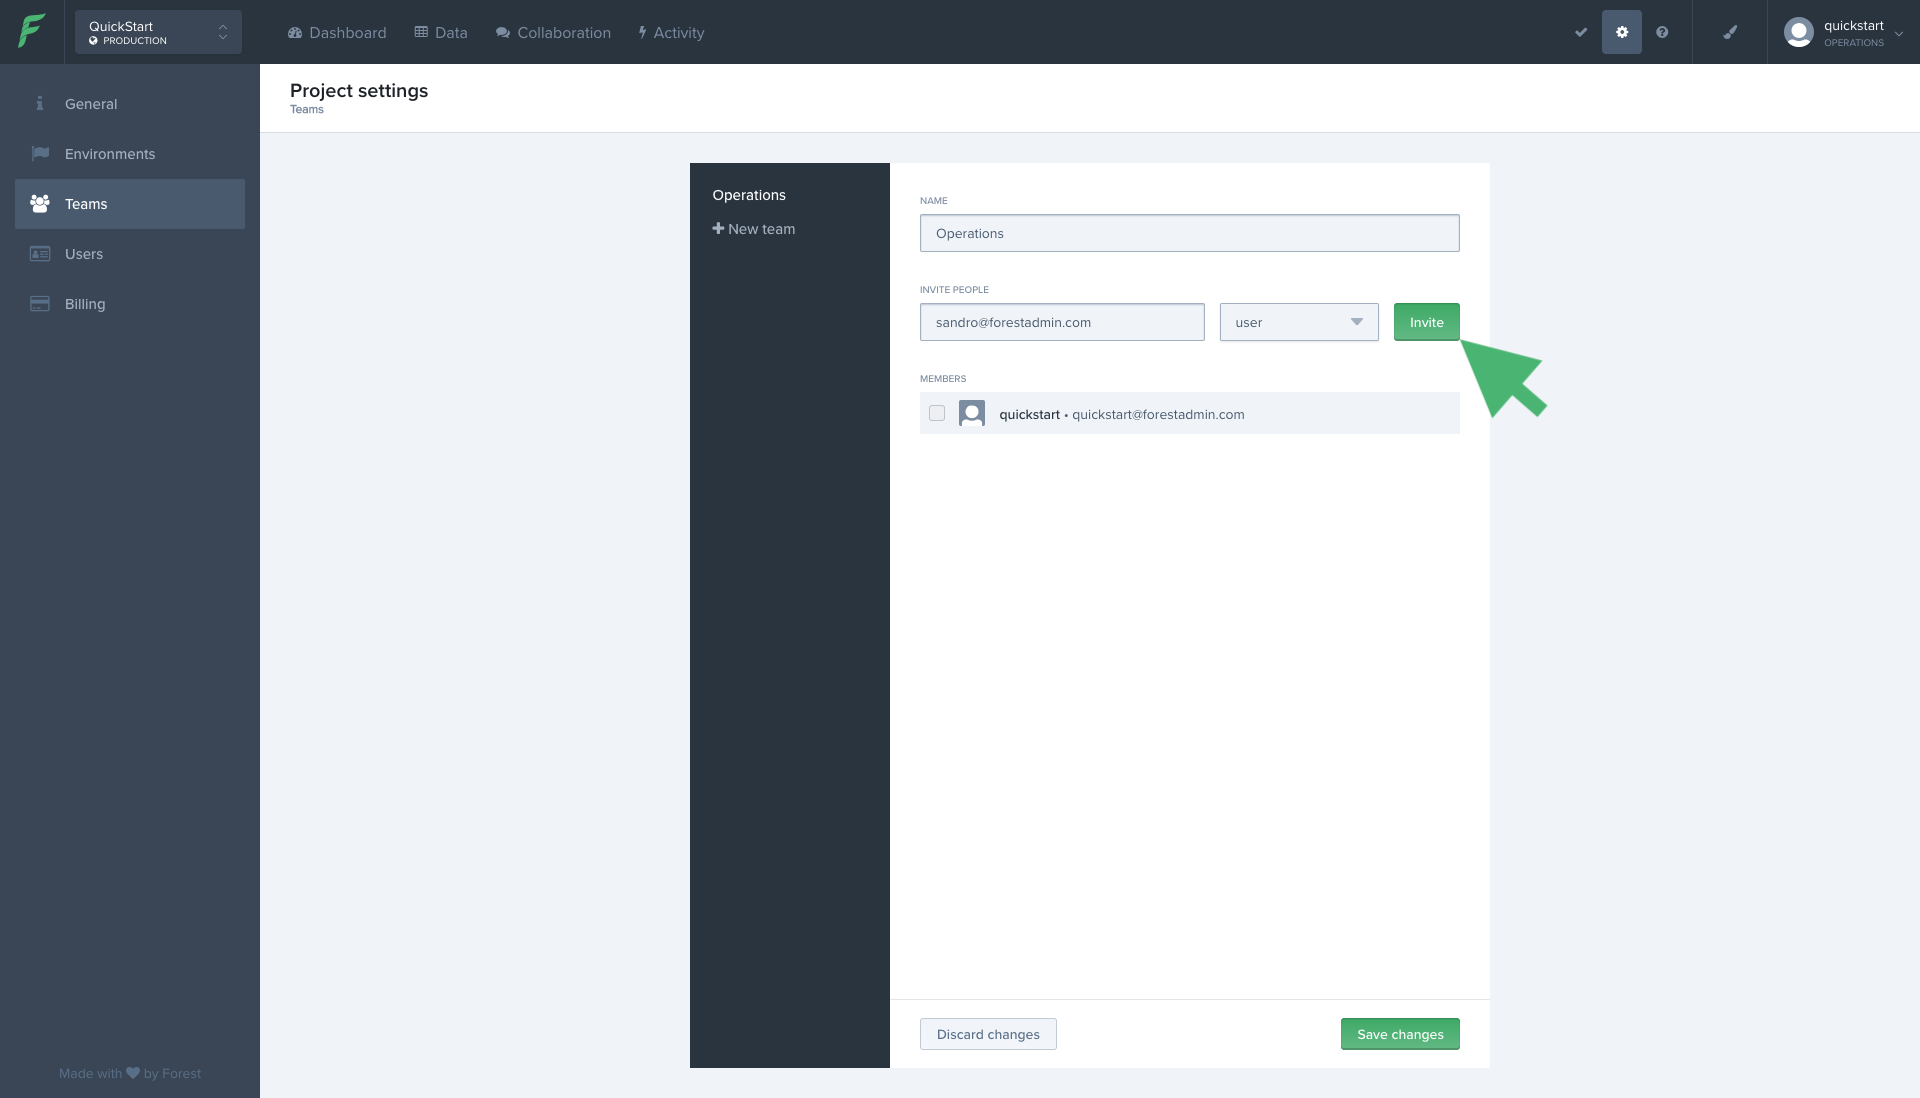 QuickStart
PRODUCTION
Dashboard
Data
Collaboration
Activity
quickstart
OPERATIONS
General
Environments
Teams
Users
Billing
Made with by Forest
Project settings
Teams
Operations
New team
NAME
Operations
INVITE PEOPLE
sandro@forestadmin.com
user
Invite
MEMBERS
quickstart • quickstart@forestadmin.com
Discard changes
Save changes